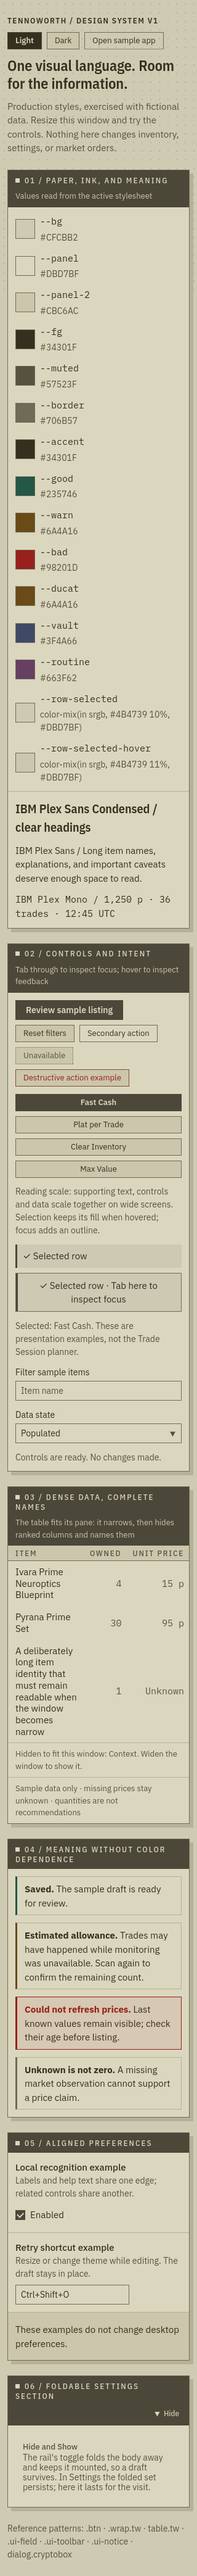 TENNOWORTH / DESIGN SYSTEM V1
Light
Dark
Open sample app
One visual language. Room
for the information.
Production styles, exercised with fictional
data. Resize this window and try the
controls. Nothing here changes inventory,
settings, or market orders.
01 / PAPER, INK, AND MEANING
Values read from the active stylesheet
--bg
#CFCBB2
--panel
#DBD7BF
--panel-2
#CBC6AC
--fg
#34301F
--muted
#57523F
--border
#706B57
--accent
#34301F
--good
#235746
--warn
#6A4A16
--bad
#98201D
--ducat
#6A4A16
--vault
#3F4A66
--routine
#663F62
--row-selected
color-mix(in srgb, #4B4739 10%,
#DBD7BF)
--row-selected-hover
color-mix(in srgb, #4B4739 11%,
#DBD7BF)
IBM Plex Sans Condensed /
clear headings
IBM Plex Sans / Long item names,
explanations, and important caveats
deserve enough space to read.
IBM Plex Mono / 1,250 p · 36
trades · 12:45 UTC
02 / CONTROLS AND INTENT
Tab through to inspect focus; hover to inspect
feedback
Review sample listing
Reset filters
Secondary action
Unavailable
Destructive action example
Fast Cash
Plat per Trade
Clear Inventory
Max Value
Reading scale: supporting text, controls
and data scale together on wide screens.
Selection keeps its fill when hovered;
focus adds an outline.
✓ Selected row
✓ Selected row · Tab here to
inspect focus
Selected: Fast Cash. These are
presentation examples, not the Trade
Session planner.
Filter sample items
Item name
Data state
Populated
Controls are ready. No changes made.
03 / DENSE DATA, COMPLETE
NAMES
The table fits its pane: it narrows, then hides
ranked columns and names them
ITEM OWNED UNIT PRICE
Ivara Prime
Neuroptics
Blueprint
4 15 p
Pyrana Prime
Set
30 95 p
A deliberately
long item
identity that
must remain
readable when
the window
becomes
narrow
1 Unknown
Hidden to fit this window: Context. Widen the
window to show it.
Sample data only · missing prices stay
unknown · quantities are not
recommendations
04 / MEANING WITHOUT COLOR
DEPENDENCE
Saved. The sample draft is ready
for review.
Estimated allowance. Trades may
have happened while monitoring
was unavailable. Scan again to
confirm the remaining count.
Could not refresh prices. Last
known values remain visible; check
their age before listing.
Unknown is not zero. A missing
market observation cannot support
a price claim.
05 / ALIGNED PREFERENCES
Local recognition example
Labels and help text share one edge;
related controls share another.
Enabled
Retry shortcut example
Resize or change theme while editing. The
draft stays in place.
Ctrl+Shift+O
These examples do not change desktop
preferences.
06 / FOLDABLE SETTINGS
SECTION
▼ Hide
Hide and Show
The rail's toggle folds the body away
and keeps it mounted, so a draft
survives. In Settings the folded set
persists; here it lasts for the visit.
Reference patterns: .btn · .wrap.tw · table.tw ·
.ui-field · .ui-toolbar · .ui-notice ·
dialog.cryptobox